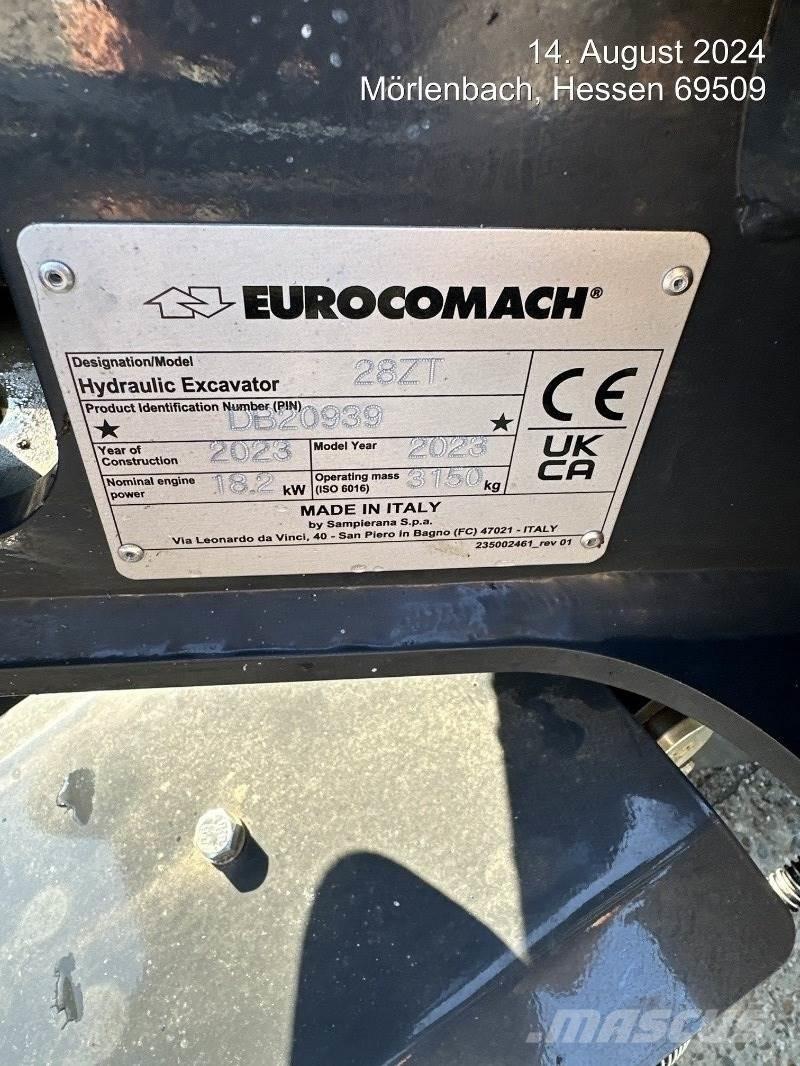 14. August 2024
Mörlenbach, Hessen 69509
EUROCOMACH®
Designation/Model
Hydraulic Excavator 28ZT
Product Identification Number (PIN)
★ DB20939 ★
Year of Construction 2023 Model Year 2023
Nominal engine power 18.2 kW Operating mass (ISO 6016) 3150 kg
CE
UK
CA
MADE IN ITALY
by Sampierana S.p.a.
Via Leonardo da Vinci, 40 - San Piero in Bagno (FC) 47021 - ITALY
235002461_rev 01
MASCUS